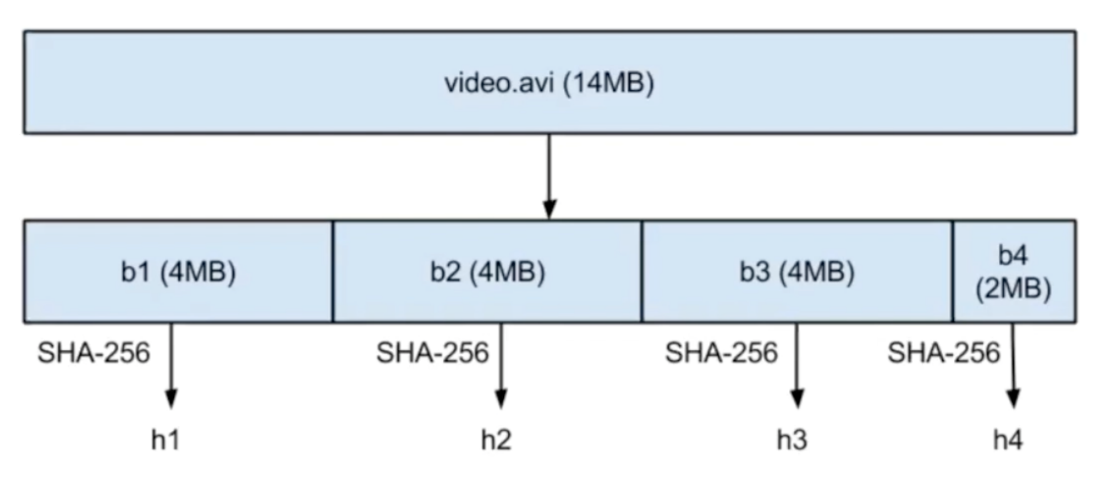 video.avi (14MB)
b1 (4MB)
b2 (4MB)
b3 (4MB)
b4
(2MB)
SHA-256
SHA-256
SHA-256
SHA-256
h1
h2
h3
h4